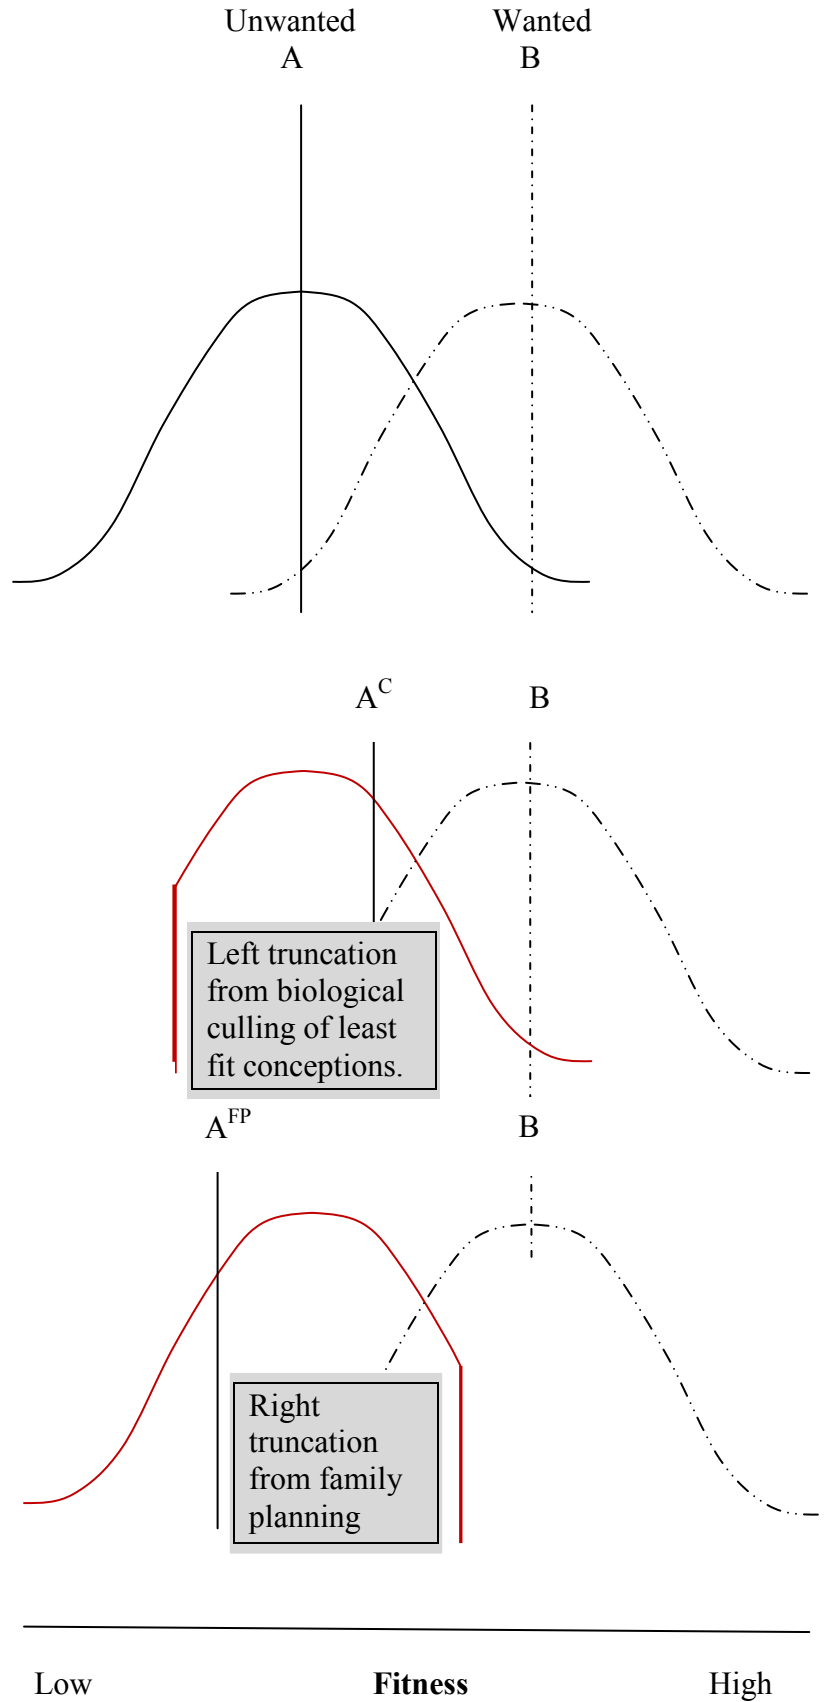 Unwanted Wanted
A B
A^C B
Left truncation
from biological
culling of least
fit conceptions.
A^FP B
Right
truncation
from family
planning
Low Fitness High